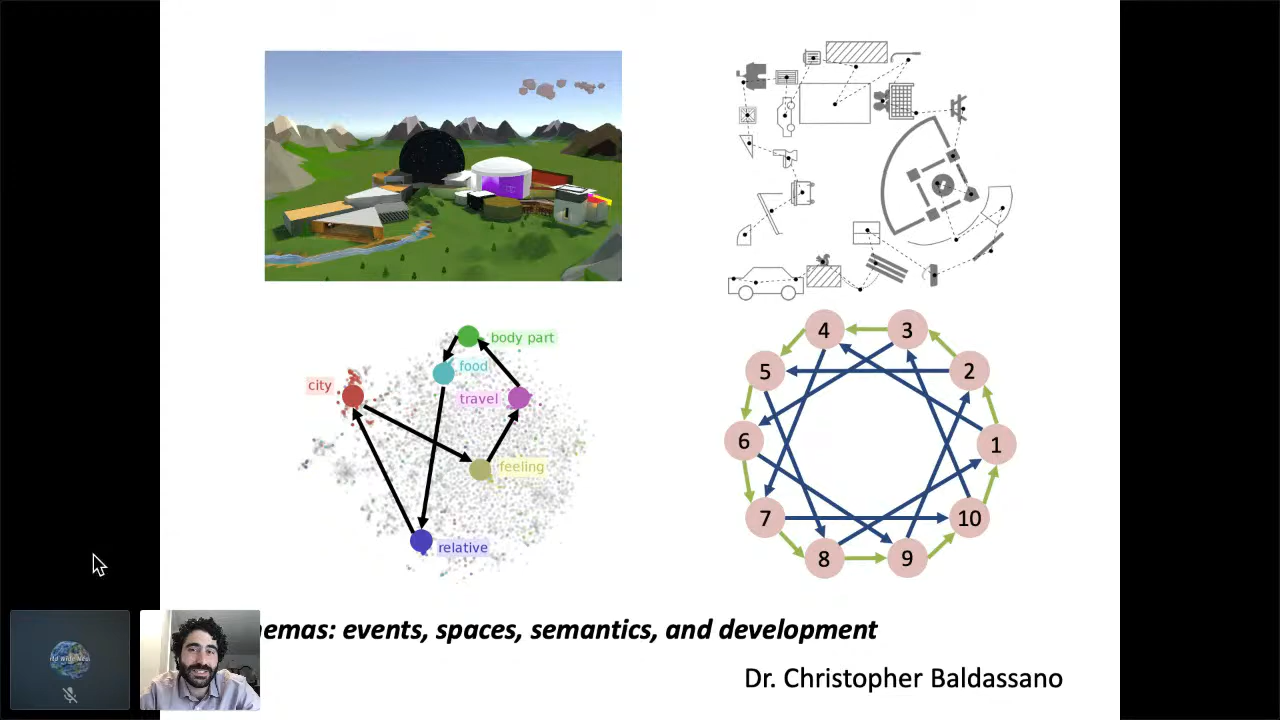 body part
food
city
travel
feeling
relative
4
3
5
2
6
1
7
10
8
9
emas: events, spaces, semantics, and development
Dr. Christopher Baldassano